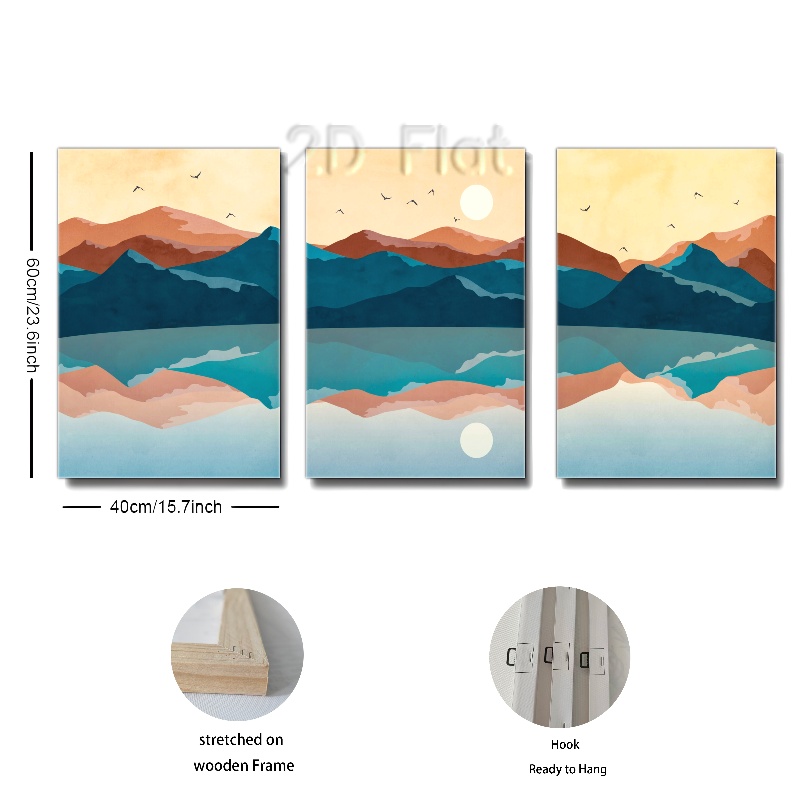 2D Flat
60cm/23.6inch
40cm/15.7inch
stretched on
wooden Frame
Hook
Ready to Hang